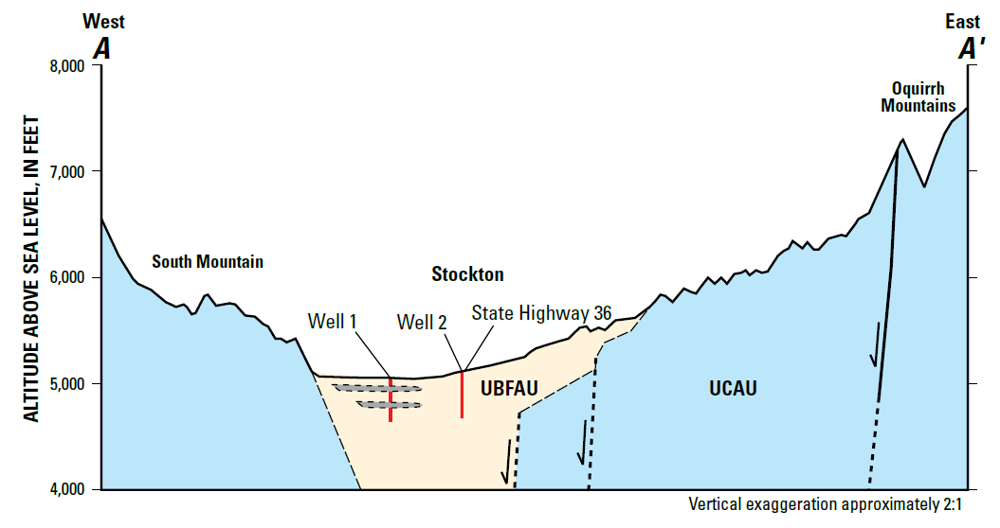 West
East
A
A'
8,000
Oquirrh
Mountains
ALTITUDE ABOVE SEA LEVEL, IN FEET
7,000
South Mountain
6,000
Stockton
State Highway 36
Well 1
Well 2
5,000
UBFAU
UCAU
4,000
Vertical exaggeration approximately 2:1